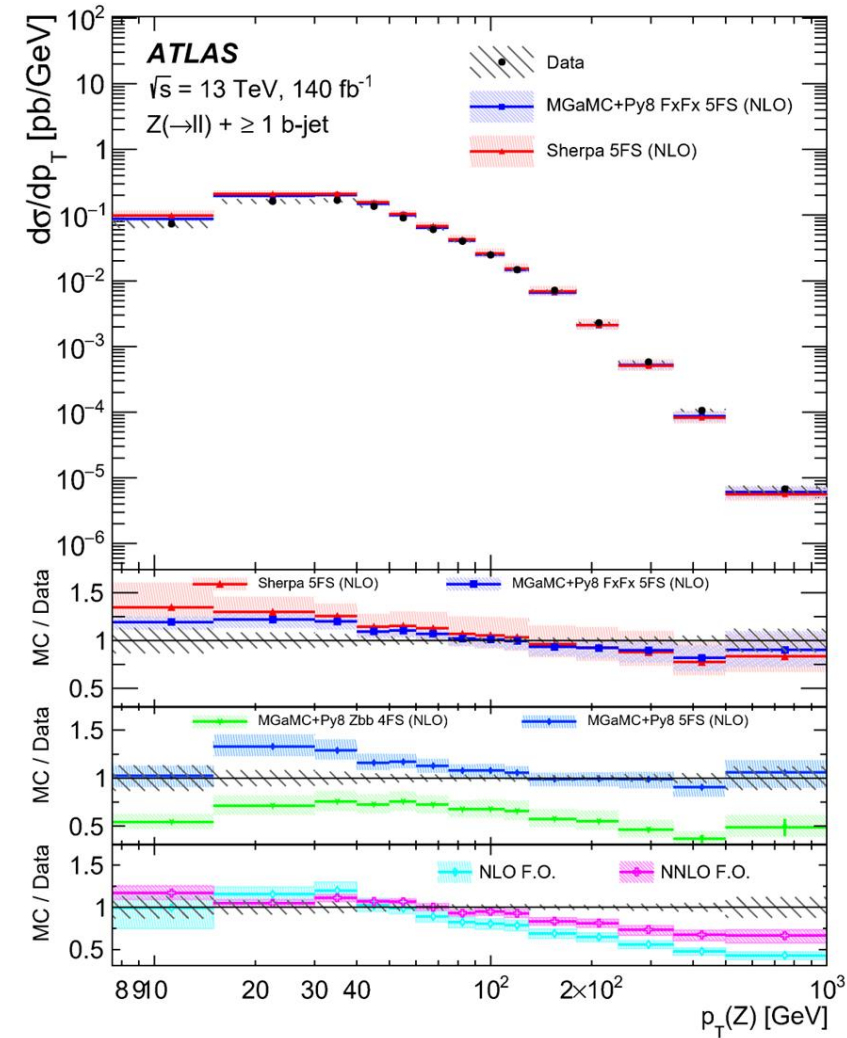 10²
10
1
10⁻¹
10⁻²
10⁻³
10⁻⁴
10⁻⁵
10⁻⁶
dσ/dp_T [pb/GeV]
ATLAS
√s = 13 TeV, 140 fb⁻¹
Z(→ll) + ≥ 1 b-jet
Data
MGaMC+Py8 FxFx 5FS (NLO)
Sherpa 5FS (NLO)
MC / Data
1.5
1
0.5
Sherpa 5FS (NLO)
MGaMC+Py8 FxFx 5FS (NLO)
MC / Data
1.5
1
0.5
MGaMC+Py8 Zbb 4FS (NLO)
MGaMC+Py8 5FS (NLO)
MC / Data
1.5
1
0.5
NLO F.O.
NNLO F.O.
8 9 10 20 30 40 10² 2×10² 10³
p_T(Z) [GeV]